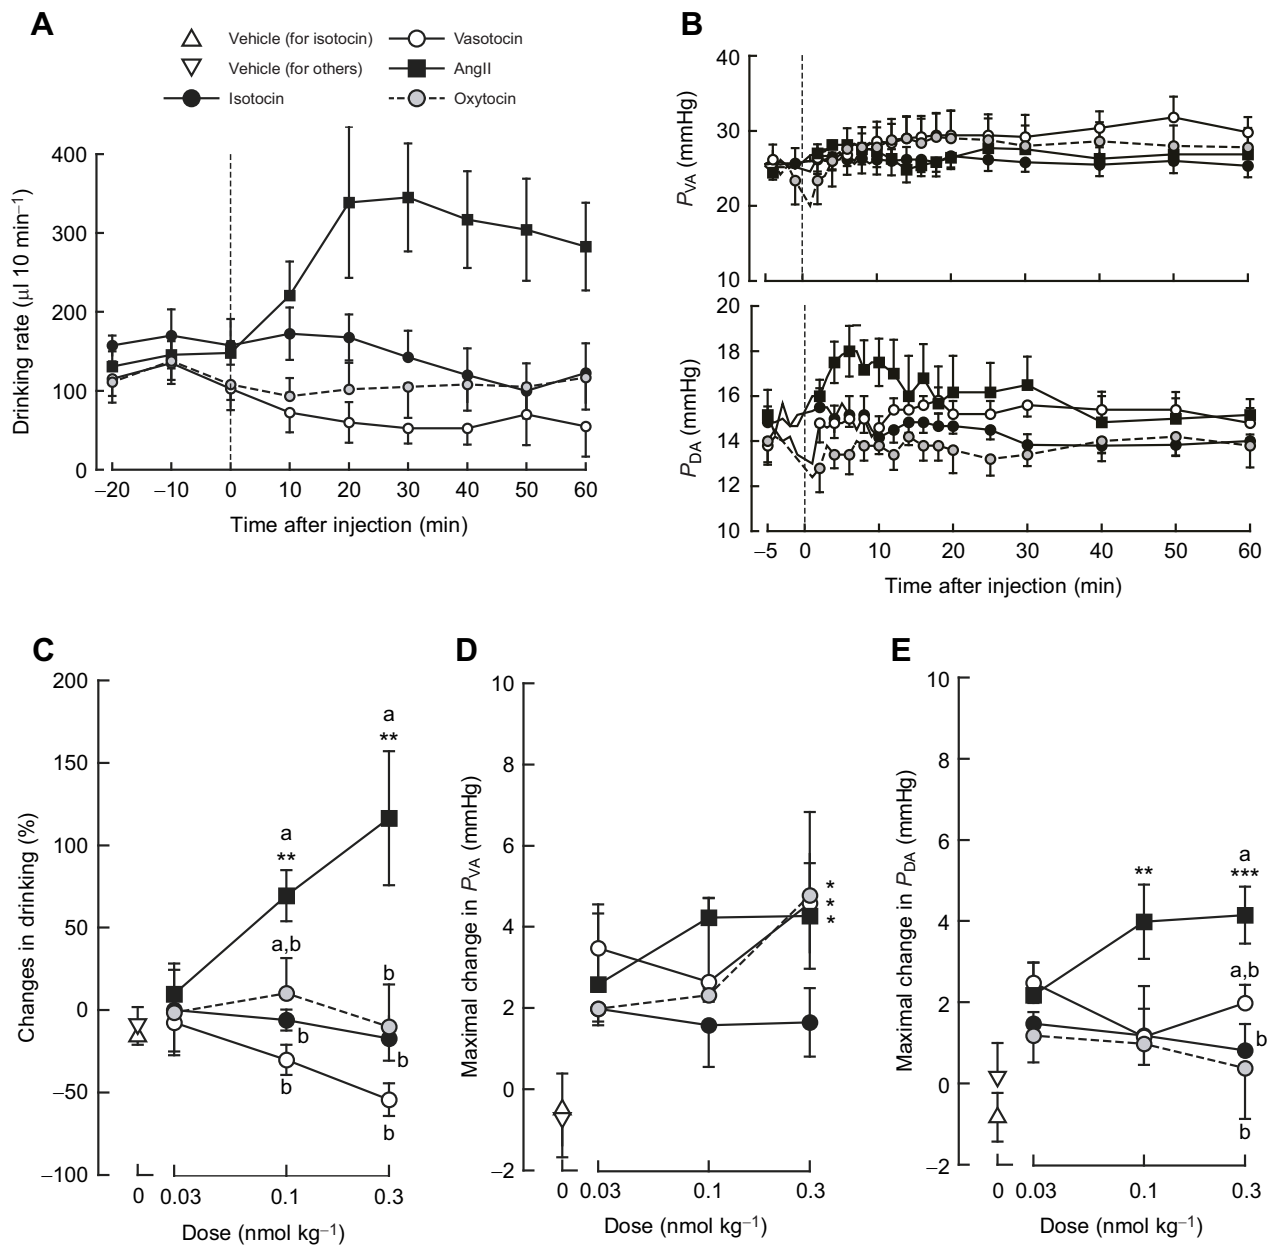 A
Vehicle (for isotocin)
Vasotocin
Vehicle (for others)
AngII
Isotocin
Oxytocin
400
300
200
100
0
Drinking rate (μl 10 min⁻¹)
–20 –10 0 10 20 30 40 50 60
Time after injection (min)
B
40
30
20
10
P_VA (mmHg)
20
18
16
14
12
10
P_DA (mmHg)
–5 0 10 20 30 40 50 60
Time after injection (min)
C
200
150
100
50
0
–50
–100
Changes in drinking (%)
a
**
a
**
a,b
b
b
b
b
b
0 0.03 0.1 0.3
Dose (nmol kg⁻¹)
D
10
8
6
4
2
0
–2
Maximal change in P_VA (mmHg)
*
*
*
0 0.03 0.1 0.3
Dose (nmol kg⁻¹)
E
10
8
6
4
2
0
–2
Maximal change in P_DA (mmHg)
**
a
***
a,b
b
b
0 0.03 0.1 0.3
Dose (nmol kg⁻¹)